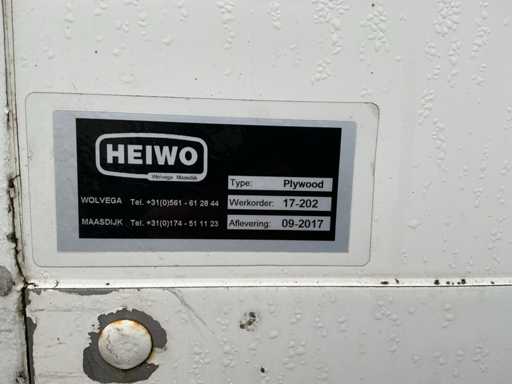 HEIWO
Wolvega Maasdijk
WOLVEGA Tel. +31(0)561 - 61 28 44
MAASDIJK Tel. +31(0)174 - 51 11 23
Type: Plywood
Werkorder: 17-202
Aflevering: 09-2017